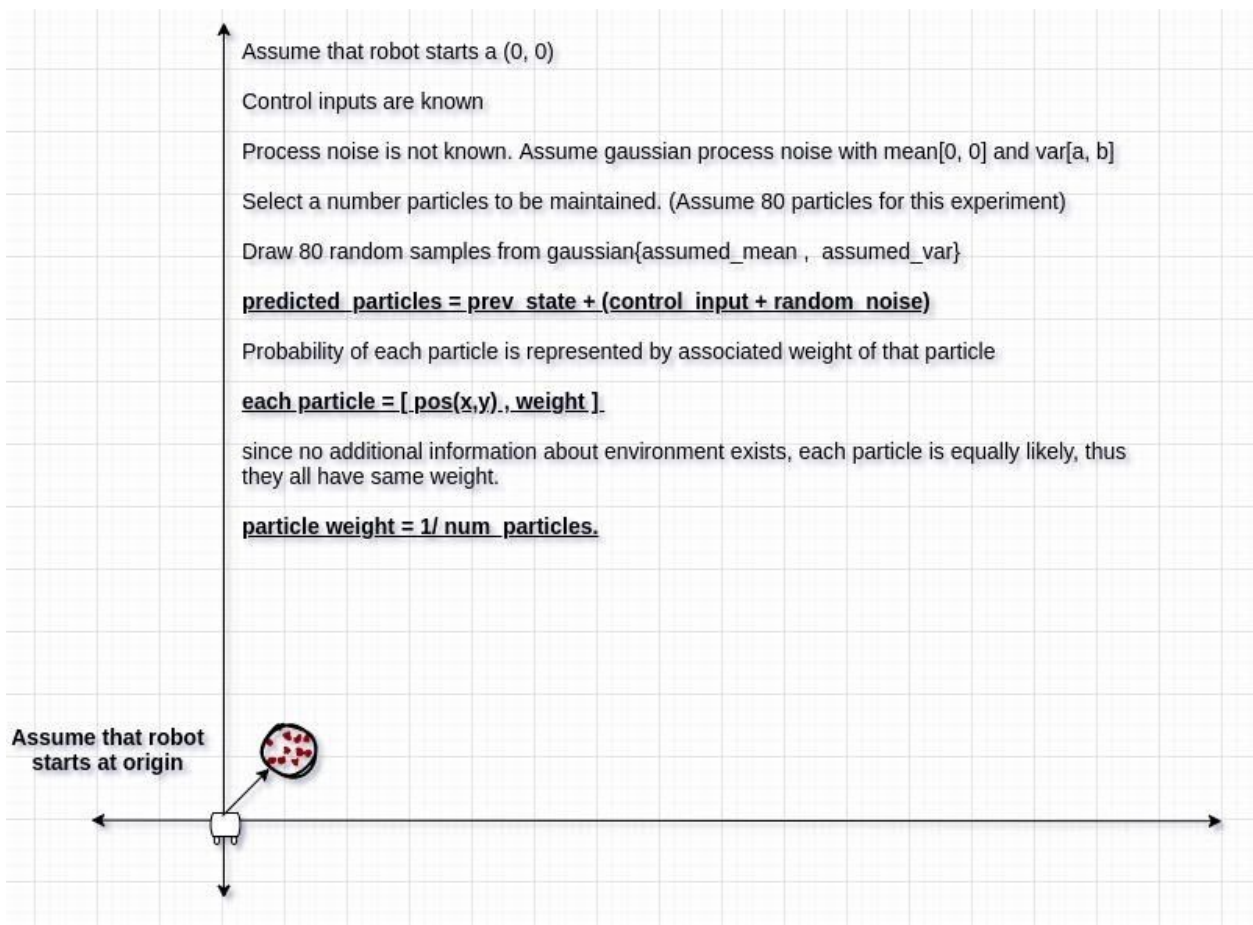 Assume that robot starts a (0, 0)
Control inputs are known
Process noise is not known. Assume gaussian process noise with mean[0, 0] and var[a, b]
Select a number particles to be maintained. (Assume 80 particles for this experiment)
Draw 80 random samples from gaussian{assumed_mean , assumed_var}
predicted_particles = prev_state + (control_input + random_noise)
Probability of each particle is represented by associated weight of that particle
each particle = [ pos(x,y) , weight ]
since no additional information about environment exists, each particle is equally likely, thus
they all have same weight.
particle weight = 1/ num_particles.
Assume that robot
starts at origin